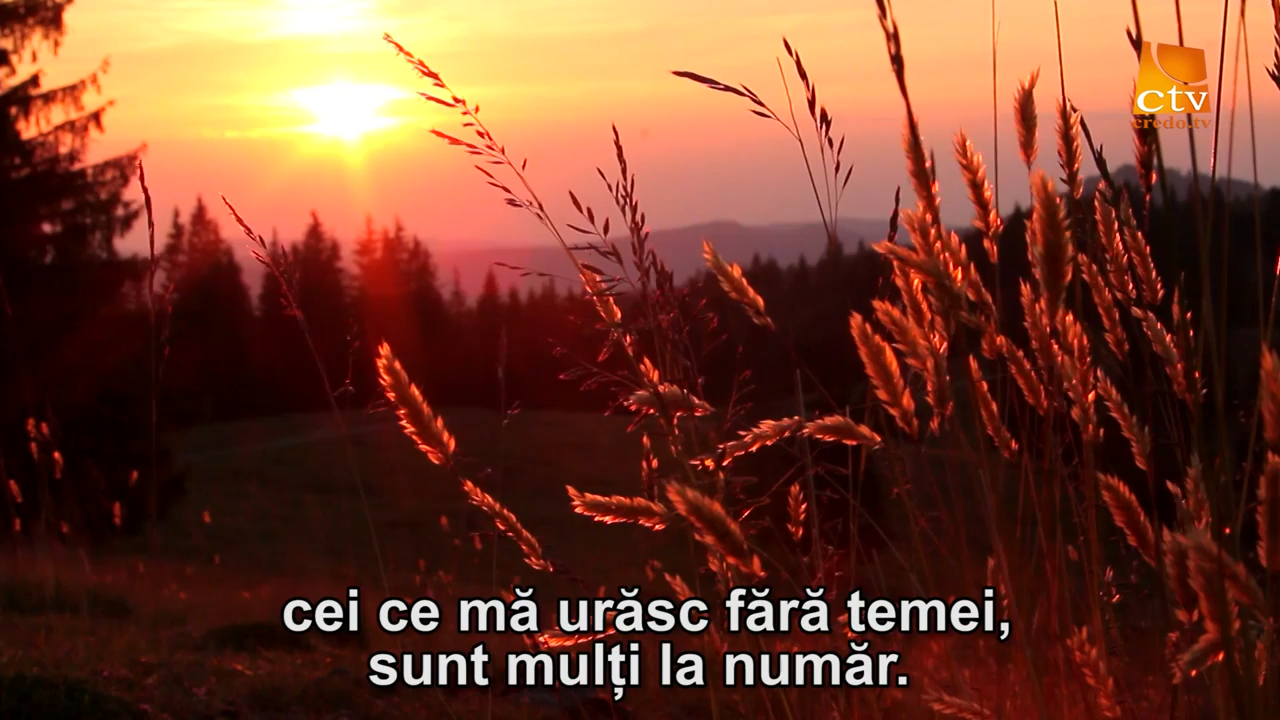 ctv
credo.tv
cei ce mă urăsc fără temei,
sunt mulți la număr.